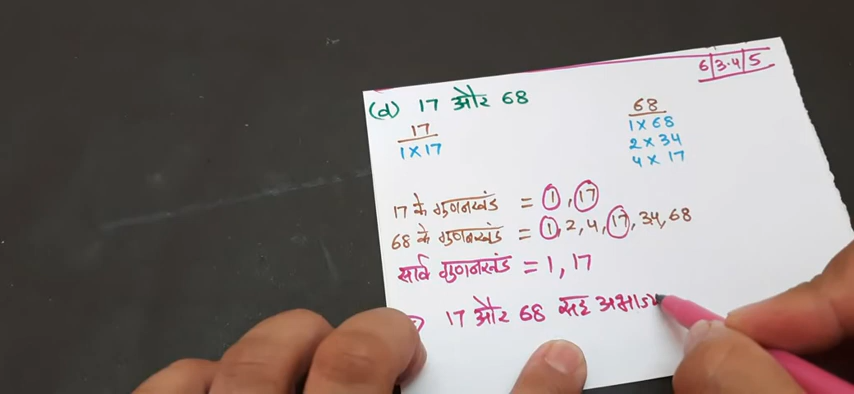 6|3.4|5
(d) 17 और 68
17
1 × 17
68
1 × 68
2 × 34
4 × 17
17 के गुणनखंड = 1, 17
68 के गुणनखंड = 1, 2, 4, 17, 34, 68
सार्व गुणनखंड = 1, 17
17 और 68 सह अभाज्य